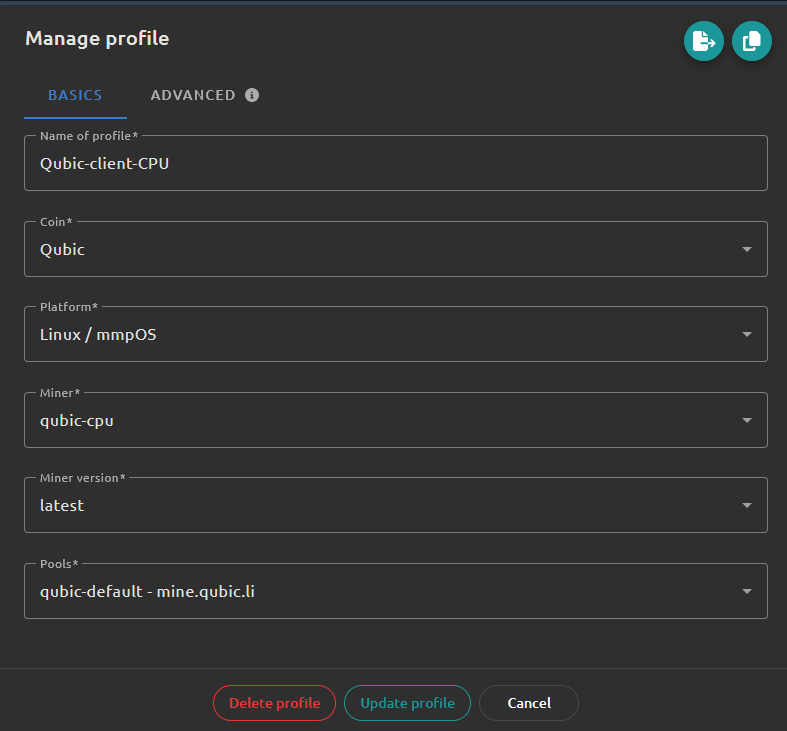 Manage profile
BASICS
ADVANCED
Name of profile*
Qubic-client-CPU
Coin*
Qubic
Platform*
Linux / mmpOS
Miner*
qubic-cpu
Miner version*
latest
Pools*
qubic-default - mine.qubic.li
Delete profile
Update profile
Cancel